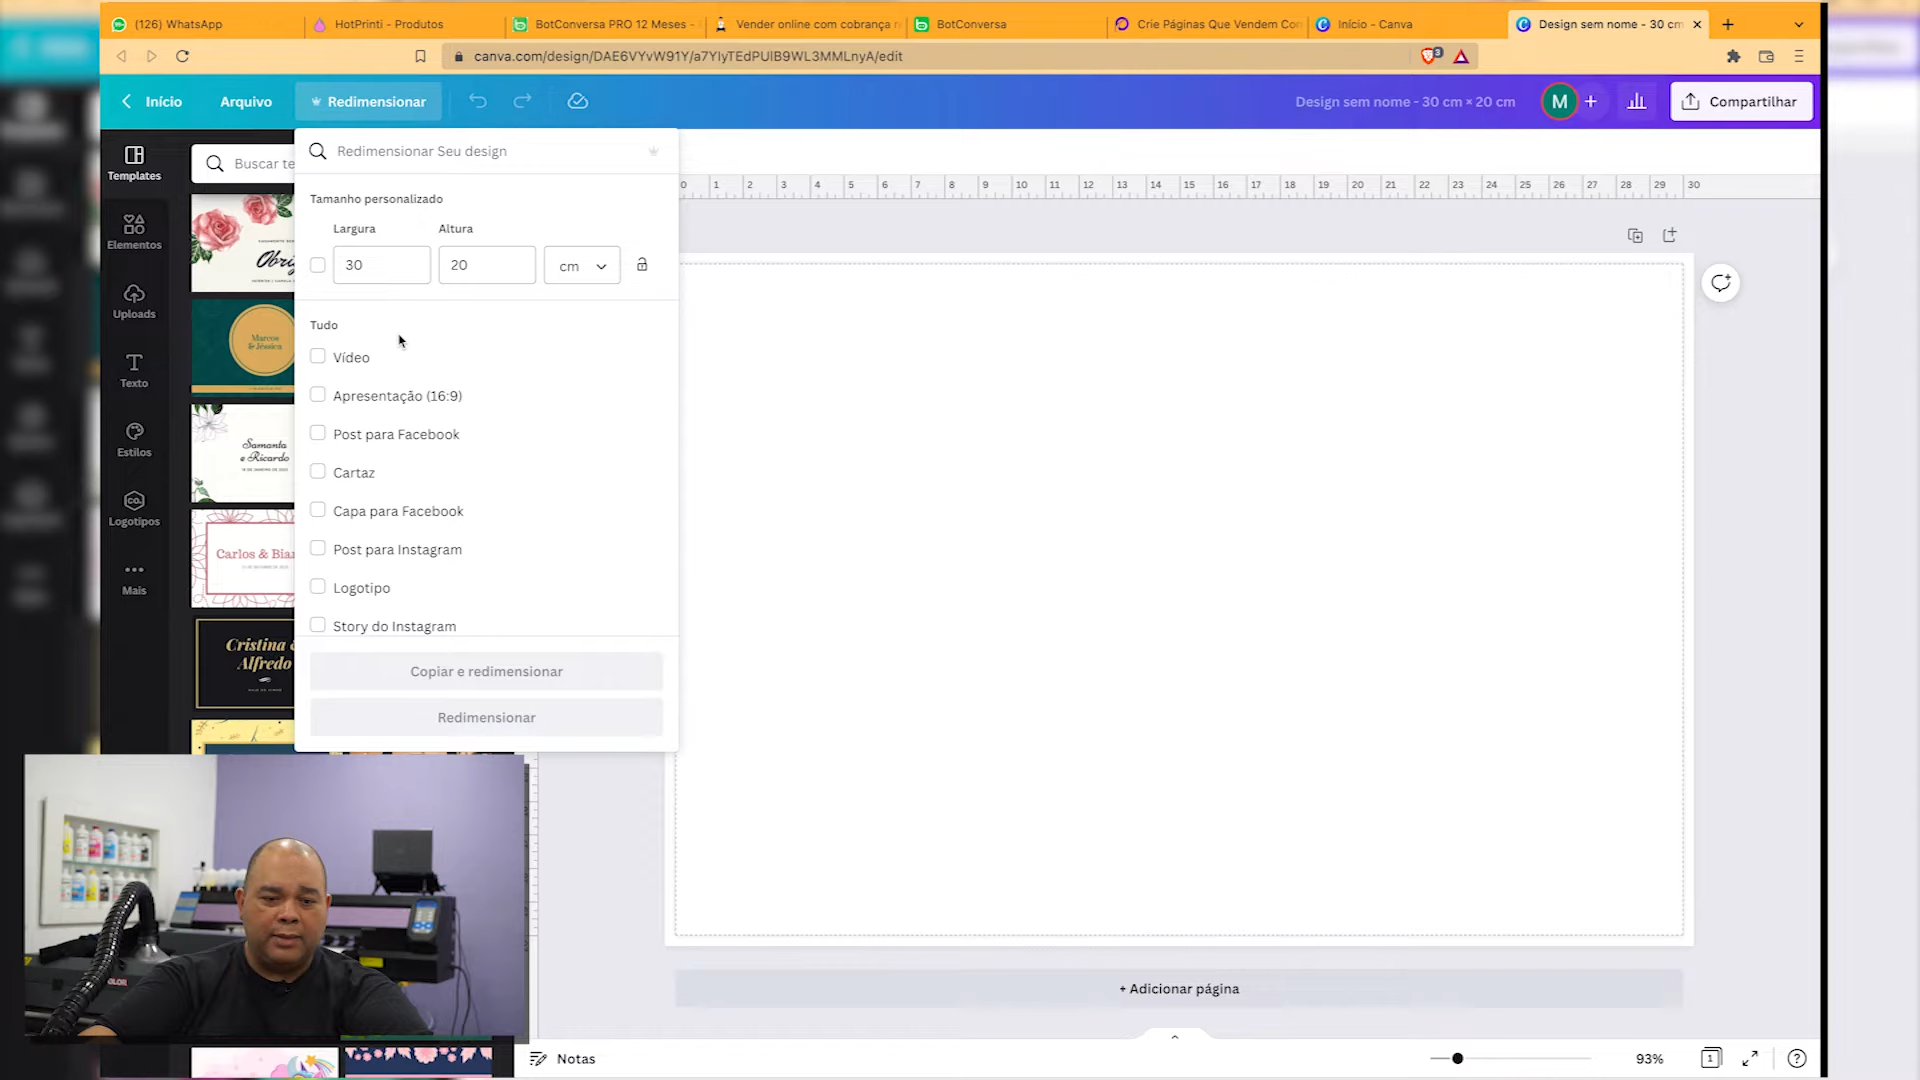 (126) WhatsApp
HotPrinti - Produtos
BotConversa PRO 12 Meses -
Vender online com cobrança r
BotConversa
Crie Páginas Que Vendem Con
Início - Canva
Design sem nome - 30 cm
canva.com/design/DAE6VYvW91Y/a7YIyTEdPUIB9WL3MMLnyA/edit
3
Início
Arquivo
Redimensionar
Design sem nome - 30 cm × 20 cm
M
Compartilhar
Templates
Elementos
Uploads
Texto
Estilos
CO.
Logotipos
Mais
Buscar te
Obrig
Marcos
& Jéssica
Samanta
e Ricardo
Carlos & Bia
Cristina
Alfredo
Redimensionar Seu design
Tamanho personalizado
Largura
Altura
30
20
cm
Tudo
Vídeo
Apresentação (16:9)
Post para Facebook
Cartaz
Capa para Facebook
Post para Instagram
Logotipo
Story do Instagram
Copiar e redimensionar
Redimensionar
0 1 2 3 4 5 6 7 8 9 10 11 12 13 14 15 16 17 18 19 20 21 22 23 24 25 26 27 28 29 30
+ Adicionar página
Notas
93%
1
?